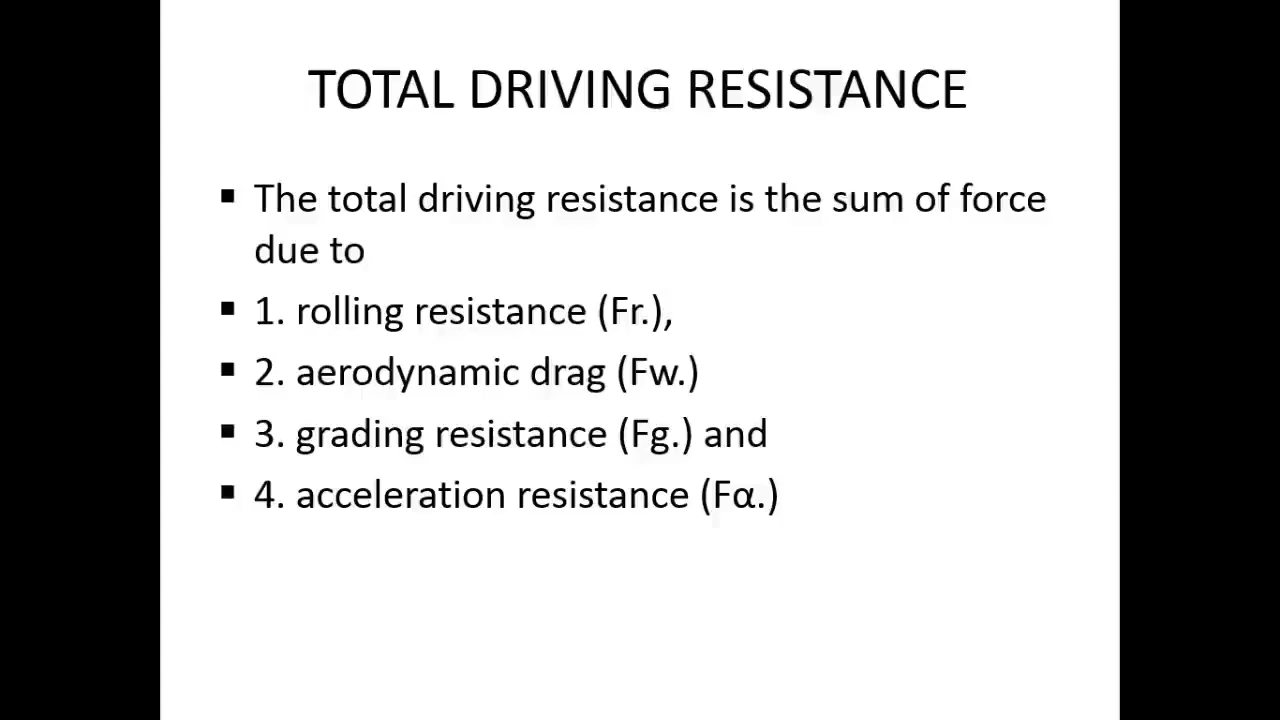 TOTAL DRIVING RESISTANCE
▪ The total driving resistance is the sum of force
due to
▪ 1. rolling resistance (Fr.),
▪ 2. aerodynamic drag (Fw.)
▪ 3. grading resistance (Fg.) and
▪ 4. acceleration resistance (Fα.)